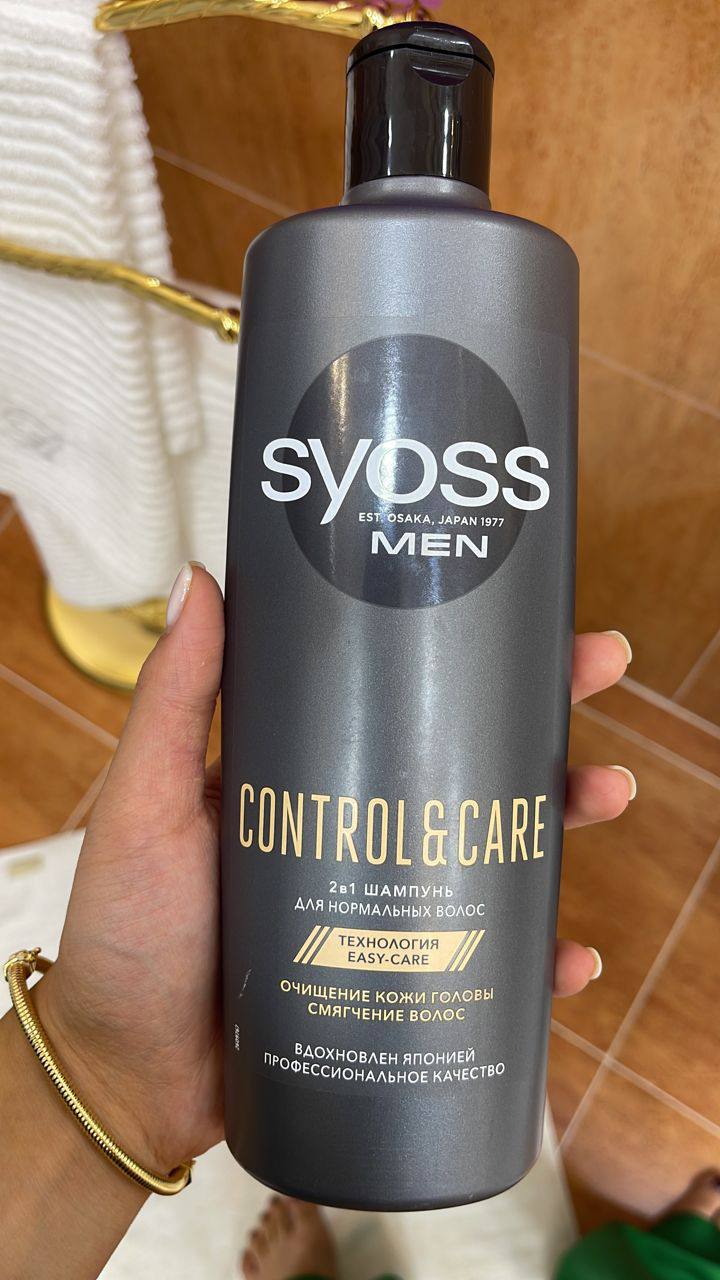 syoss
EST. OSAKA, JAPAN 1977
MEN
CONTROL&CARE
2в1 ШАМПУНЬ
ДЛЯ НОРМАЛЬНЫХ ВОЛОС
ТЕХНОЛОГИЯ
EASY-CARE
ОЧИЩЕНИЕ КОЖИ ГОЛОВЫ
СМЯГЧЕНИЕ ВОЛОС
ВДОХНОВЛЕН ЯПОНИЕЙ
ПРОФЕССИОНАЛЬНОЕ КАЧЕСТВО